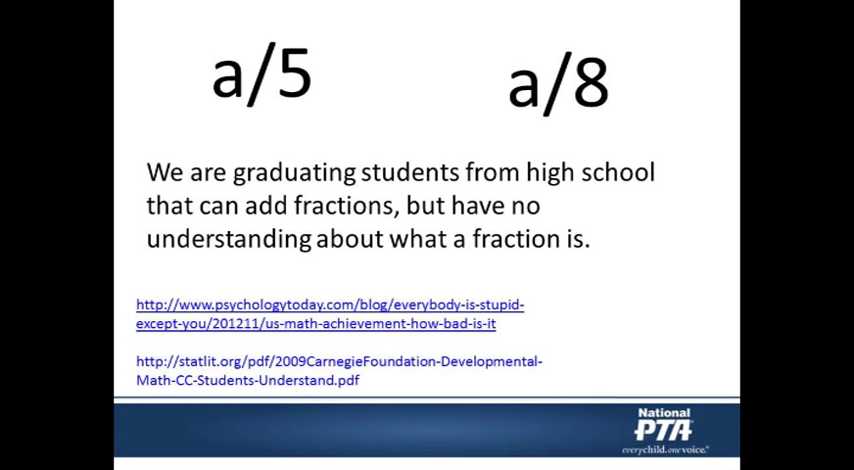 a/5 a/8
We are graduating students from high school
that can add fractions, but have no
understanding about what a fraction is.
http://www.psychologytoday.com/blog/everybody-is-stupid-
except-you/201211/us-math-achievement-how-bad-is-it
http://statlit.org/pdf/2009CarnegieFoundation-Developmental-
Math-CC-Students-Understand.pdf
National
PTA
everychild.onevoice.®